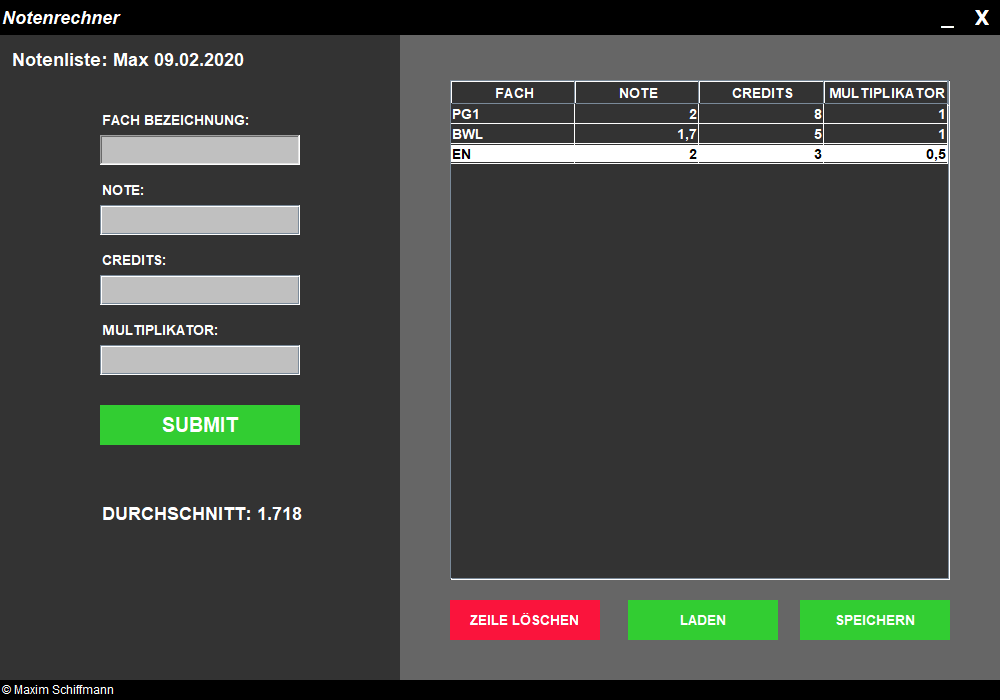 Notenrechner
_ X
Notenliste: Max 09.02.2020
FACH BEZEICHNUNG:
NOTE:
CREDITS:
MULTIPLIKATOR:
SUBMIT
DURCHSCHNITT: 1.718
FACH NOTE CREDITS MULTIPLIKATOR
PG1 2 8 1
BWL 1,7 5 1
EN 2 3 0,5
ZEILE LÖSCHEN LADEN SPEICHERN
© Maxim Schiffmann